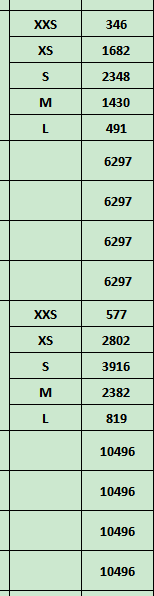 XXS 346
XS 1682
S 2348
M 1430
L 491
6297
6297
6297
6297
XXS 577
XS 2802
S 3916
M 2382
L 819
10496
10496
10496
10496